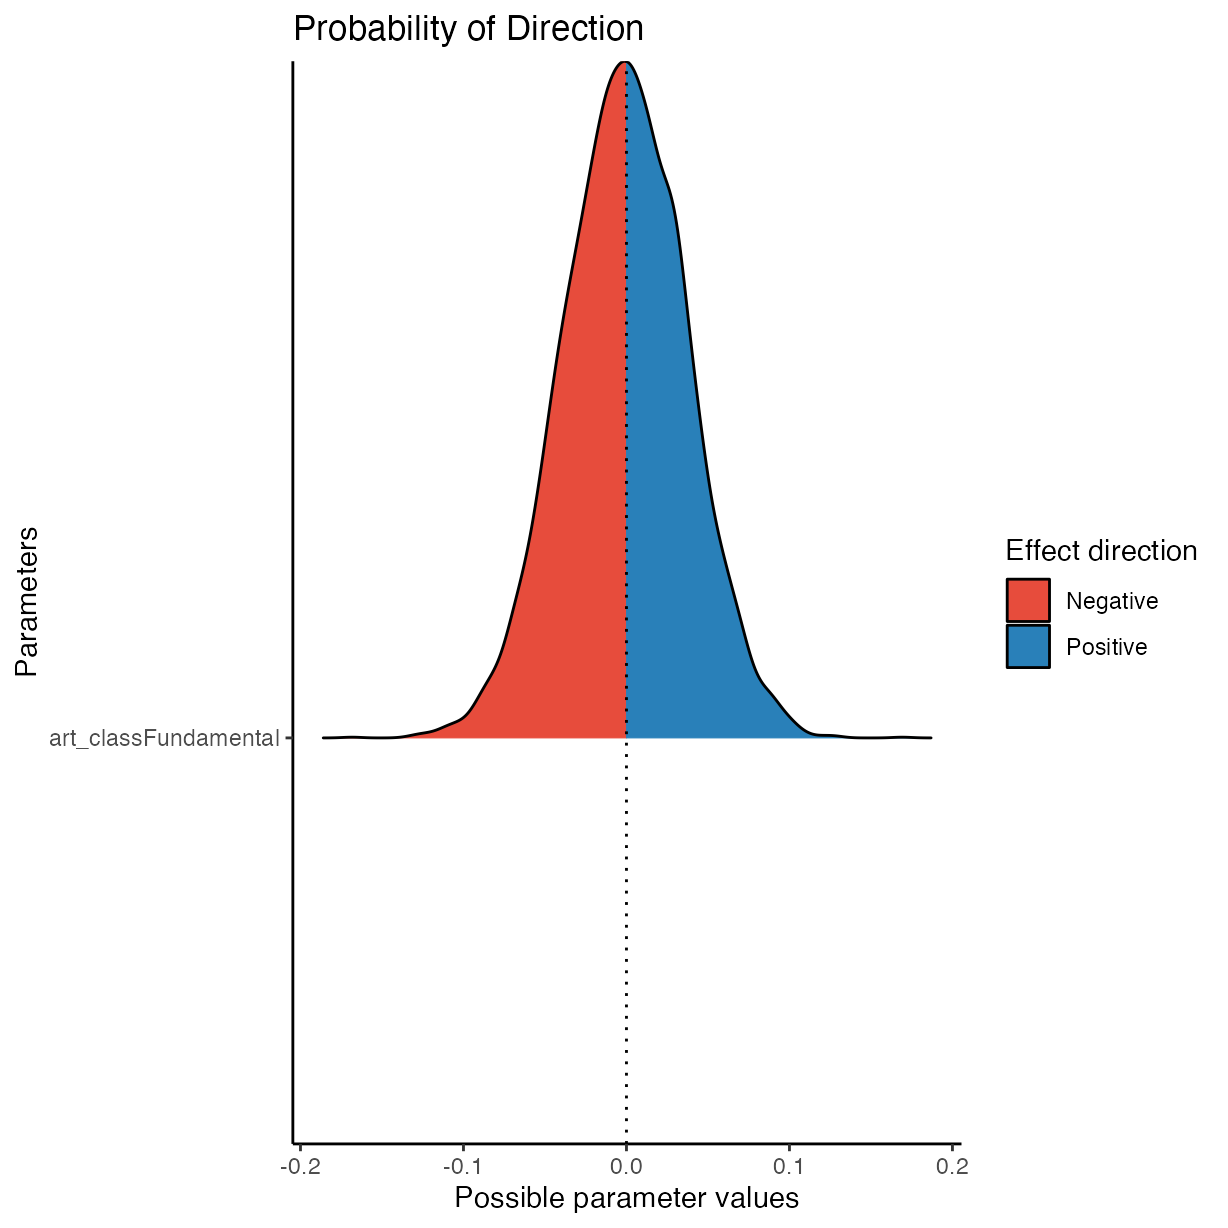 Probability of Direction
Parameters
art_classFundamental
Effect direction
Negative
Positive
-0.2
-0.1
0.0
0.1
0.2
Possible parameter values